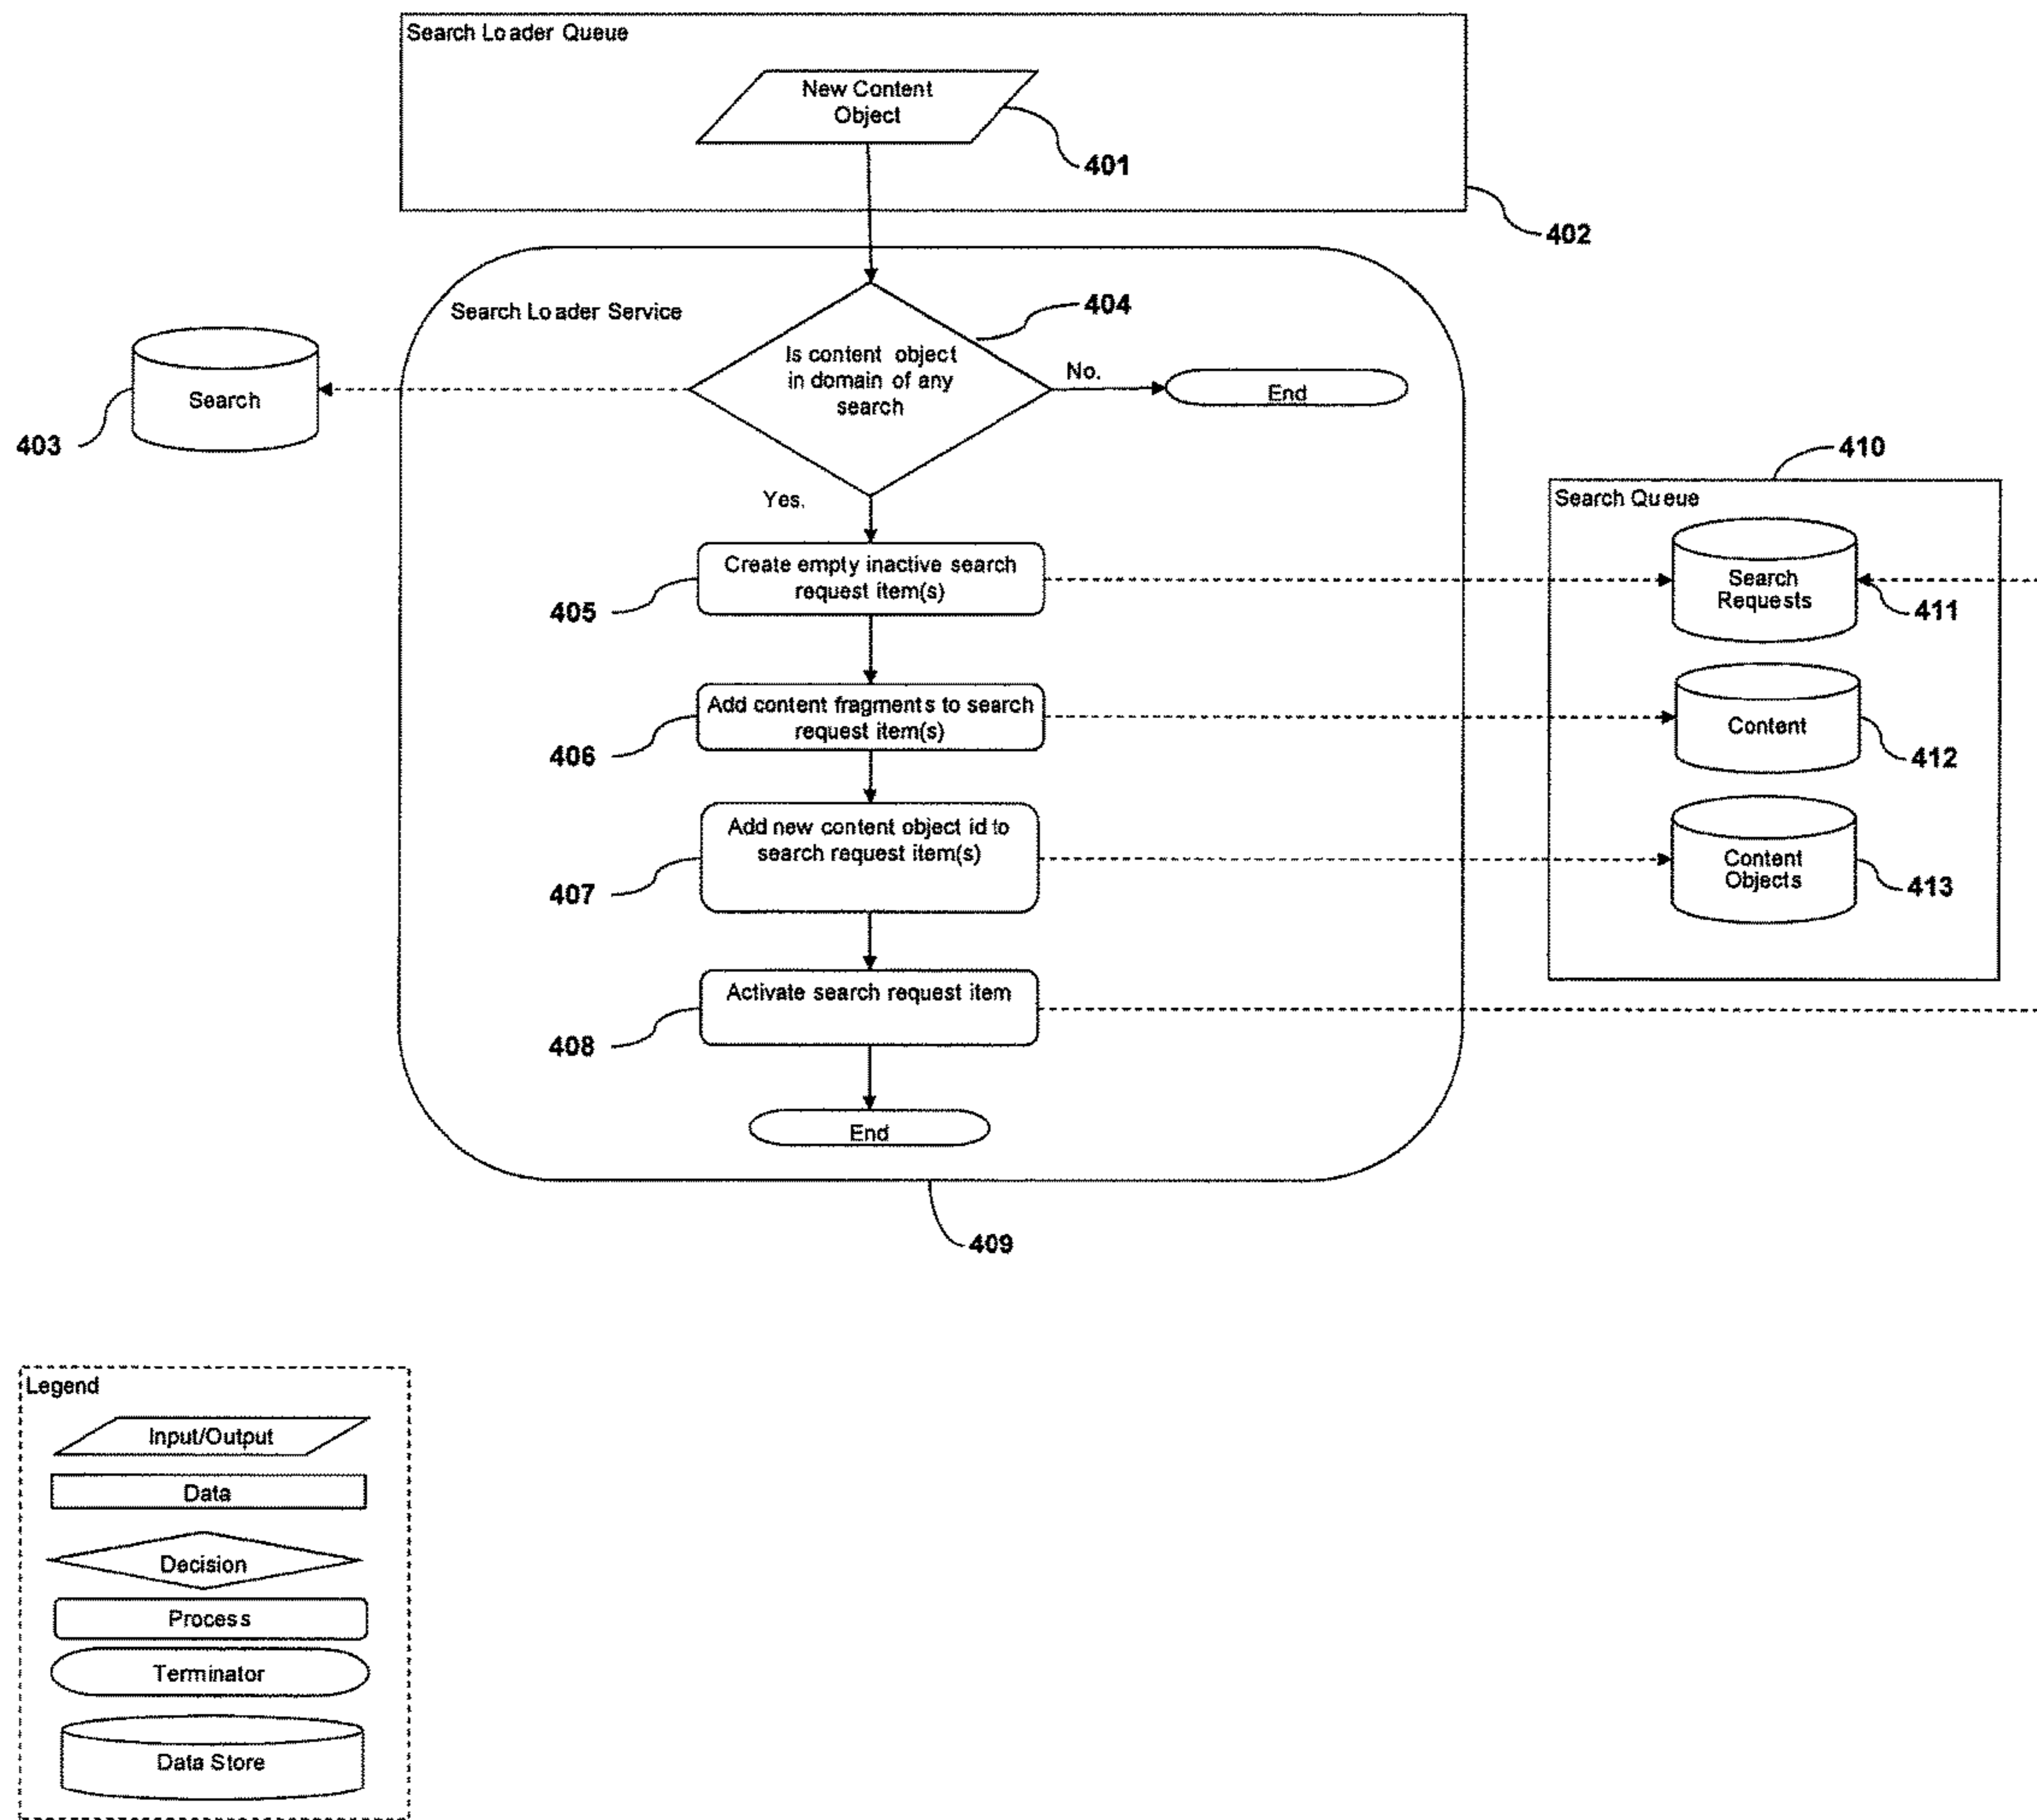 Search Loader Queue
New Content
Object
401
402
Search Loader Service
404
Is content object
in domain of any
search
No.
End
Search
403
Yes.
410
Search Queue
Create empty inactive search
request item(s)
405
Search
Requests
411
Add content fragments to search
request item(s)
406
Content
412
Add new content object id to
search request item(s)
407
Content
Objects
413
Activate search request item
408
End
409
Legend
Input/Output
Data
Decision
Process
Terminator
Data Store